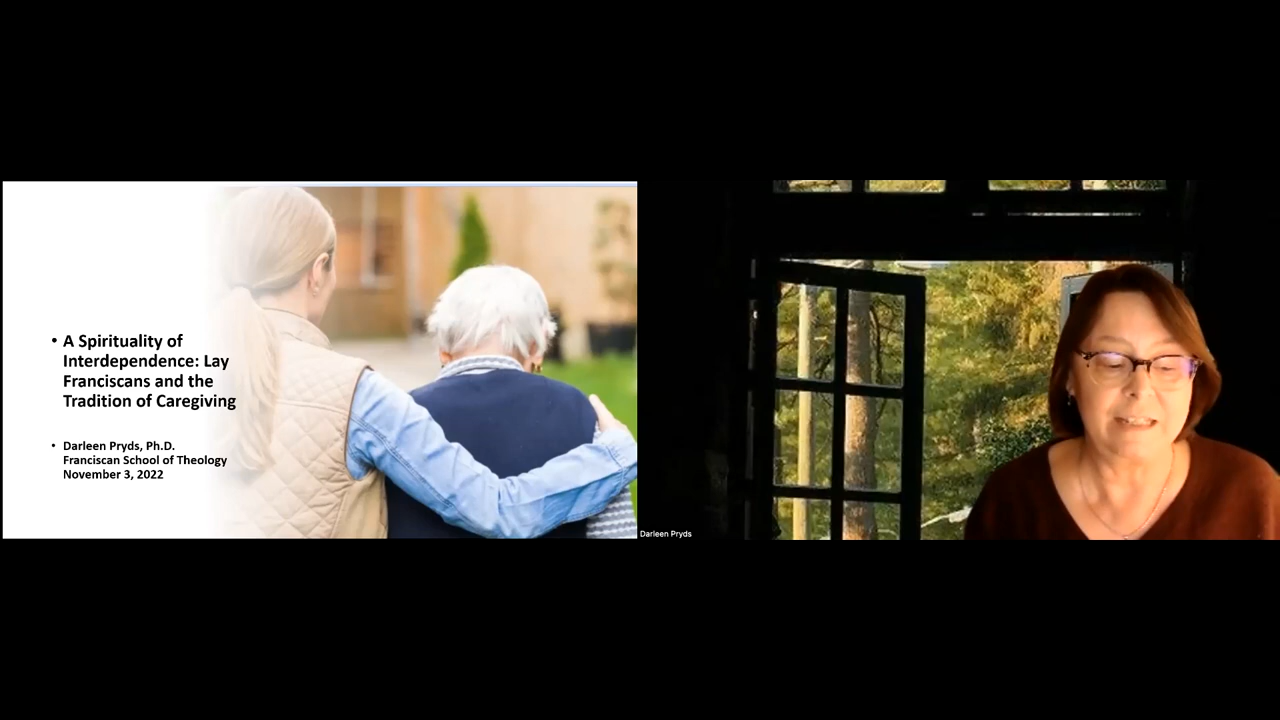 • A Spirituality of
Interdependence: Lay
Franciscans and the
Tradition of Caregiving
• Darleen Pryds, Ph.D.
Franciscan School of Theology
November 3, 2022
Darleen Pryds